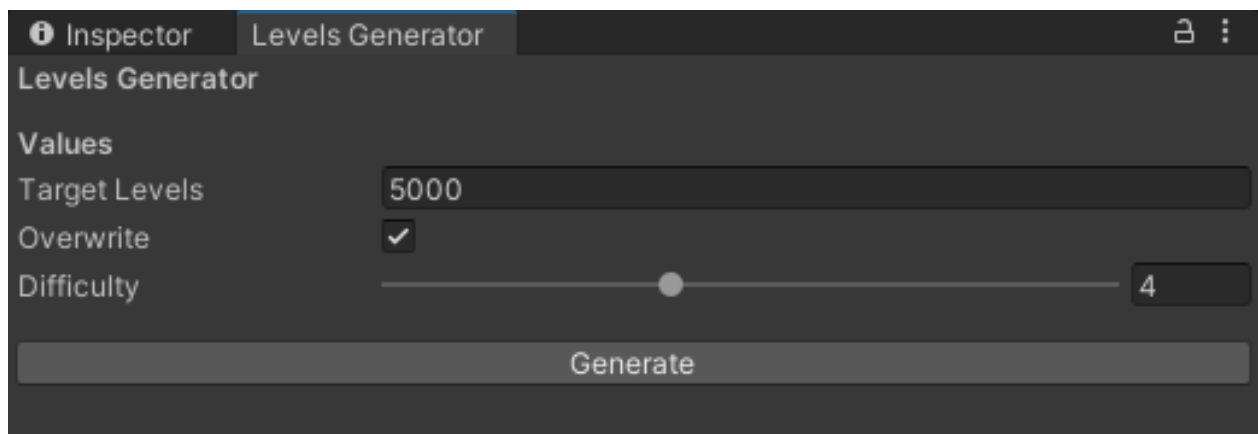 Inspector Levels Generator
Levels Generator
Values
Target Levels 5000
Overwrite
Difficulty 4
Generate